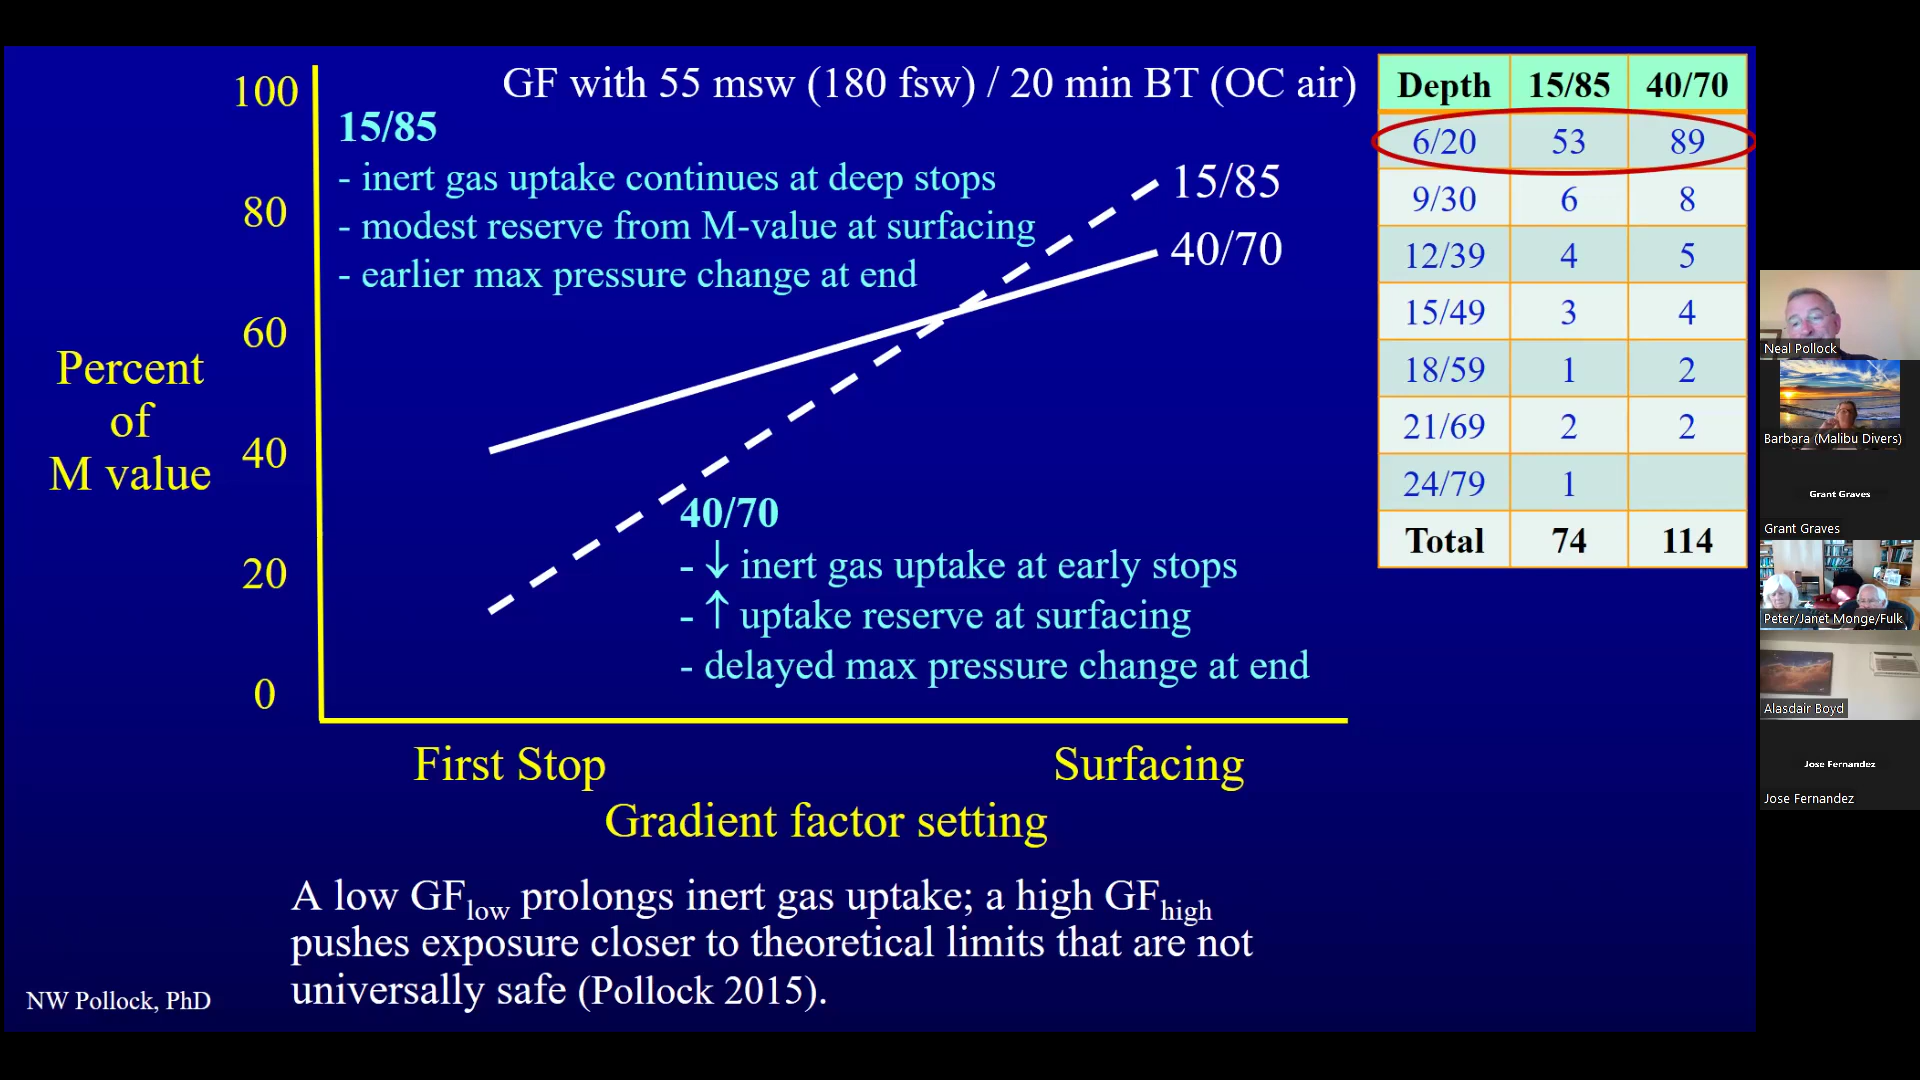 GF with 55 msw (180 fsw) / 20 min BT (OC air)
100
80
60
40
20
0
Percent
of
M value
15/85
- inert gas uptake continues at deep stops
- modest reserve from M-value at surfacing
- earlier max pressure change at end
15/85
40/70
40/70
- ↓ inert gas uptake at early stops
- ↑ uptake reserve at surfacing
- delayed max pressure change at end
First Stop
Surfacing
Gradient factor setting
A low GFlow prolongs inert gas uptake; a high GFhigh
pushes exposure closer to theoretical limits that are not
universally safe (Pollock 2015).
NW Pollock, PhD
Depth 15/85 40/70
6/20 53 89
9/30 6 8
12/39 4 5
15/49 3 4
18/59 1 2
21/69 2 2
24/79 1
Total 74 114
Neal Pollock
Barbara (Malibu Divers)
Grant Graves
Grant Graves
Peter/Janet Monge/Fulk
Alasdair Boyd
Jose Fernandez
Jose Fernandez